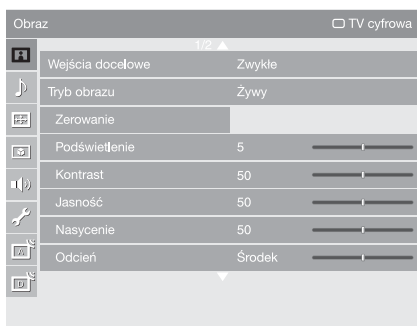 Obraz TV cyfrowa
1/2
Wejścia docelowe Zwykłe
Tryb obrazu Żywy
Zerowanie
Podświetlenie 5
Kontrast 50
Jasność 50
Nasycenie 50
Odcień Środek
A
D